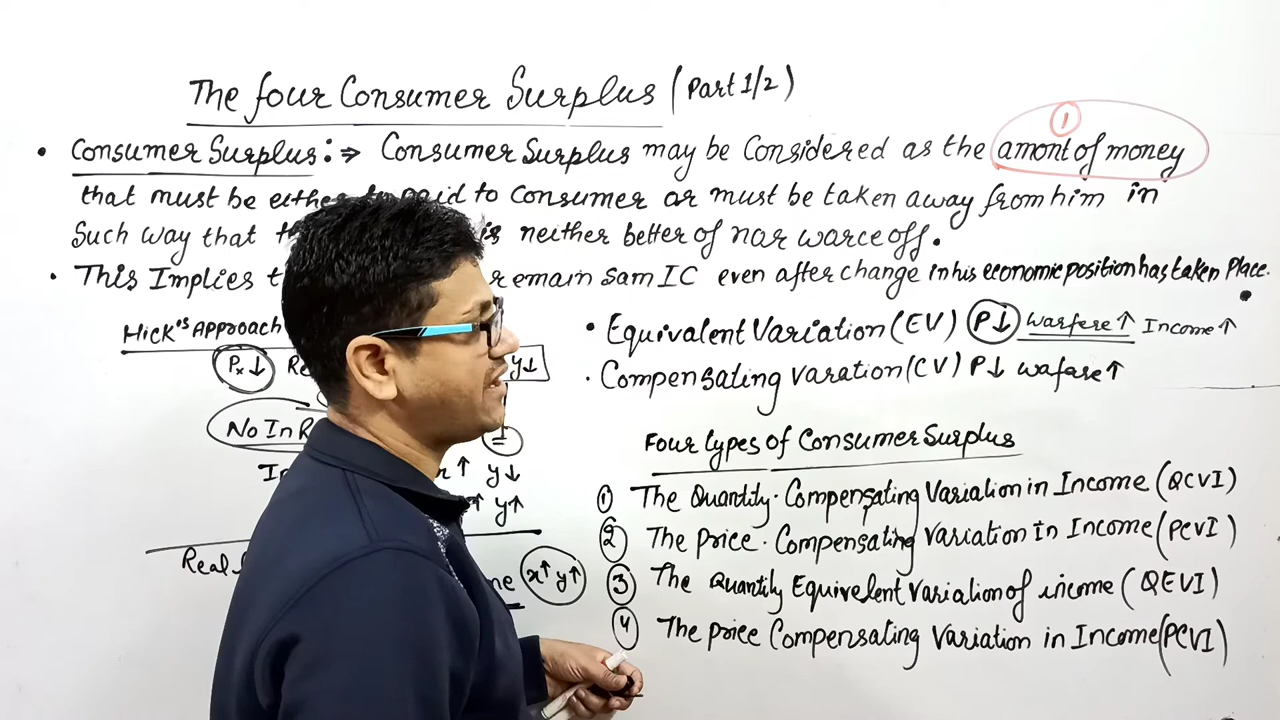 The four Consumer Surplus (Part 1/2)
1
• Consumer Surplus :⇒ Consumer Surplus may be Considered as the amont of money
that must be either to paid to Consumer or must be taken away from him in
Such way that is neither better of nar warce off.
• This Implies remain sam IC even after change in his economic position has taken Place.
Hick's Approach
Px↓ y↓
No In =
↑ y↓
↑ y↑
Real x↑ y↑
• Equivalent Variation (EV) P↓ Warfere↑ Income↑
• Compensating varation (CV) P↓ wafare↑
Four types of Consumer Surplus
1 The Quantity. Compensating Variation in Income (QCVI)
2 The Price. Compensating Variation in Income (PCVI)
3 The Quantity Equivelent Variation of income (QEVI)
4 The Price Compensating Variation in Income (PCVI)